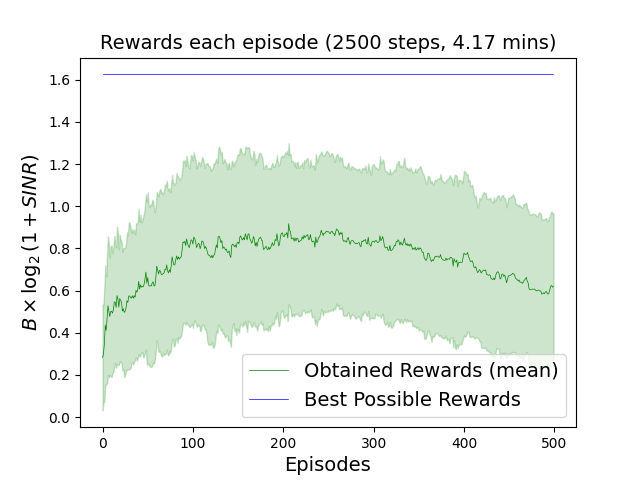 Rewards each episode (2500 steps, 4.17 mins)
1.6
1.4
1.2
1.0
0.8
0.6
0.4
0.2
0.0
B × log₂ (1 + SINR)
Obtained Rewards (mean)
Best Possible Rewards
0 100 200 300 400 500
Episodes